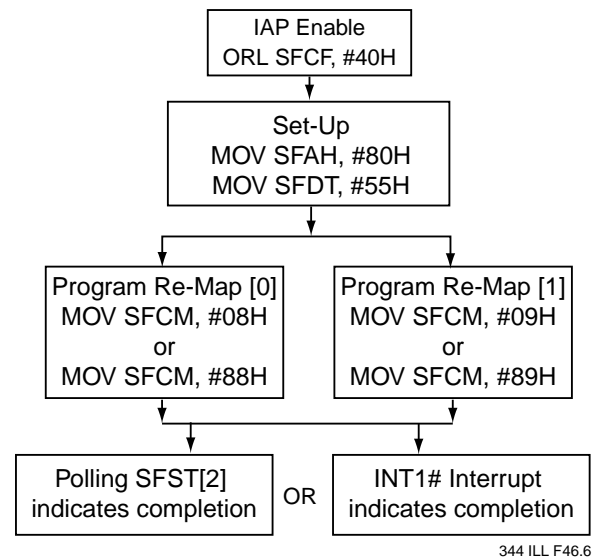 IAP Enable
ORL SFCF, #40H
Set-Up
MOV SFAH, #80H
MOV SFDT, #55H
Program Re-Map [0]
MOV SFCM, #08H
or
MOV SFCM, #88H
Program Re-Map [1]
MOV SFCM, #09H
or
MOV SFCM, #89H
Polling SFST[2]
indicates completion
OR
INT1# Interrupt
indicates completion
344 ILL F46.6